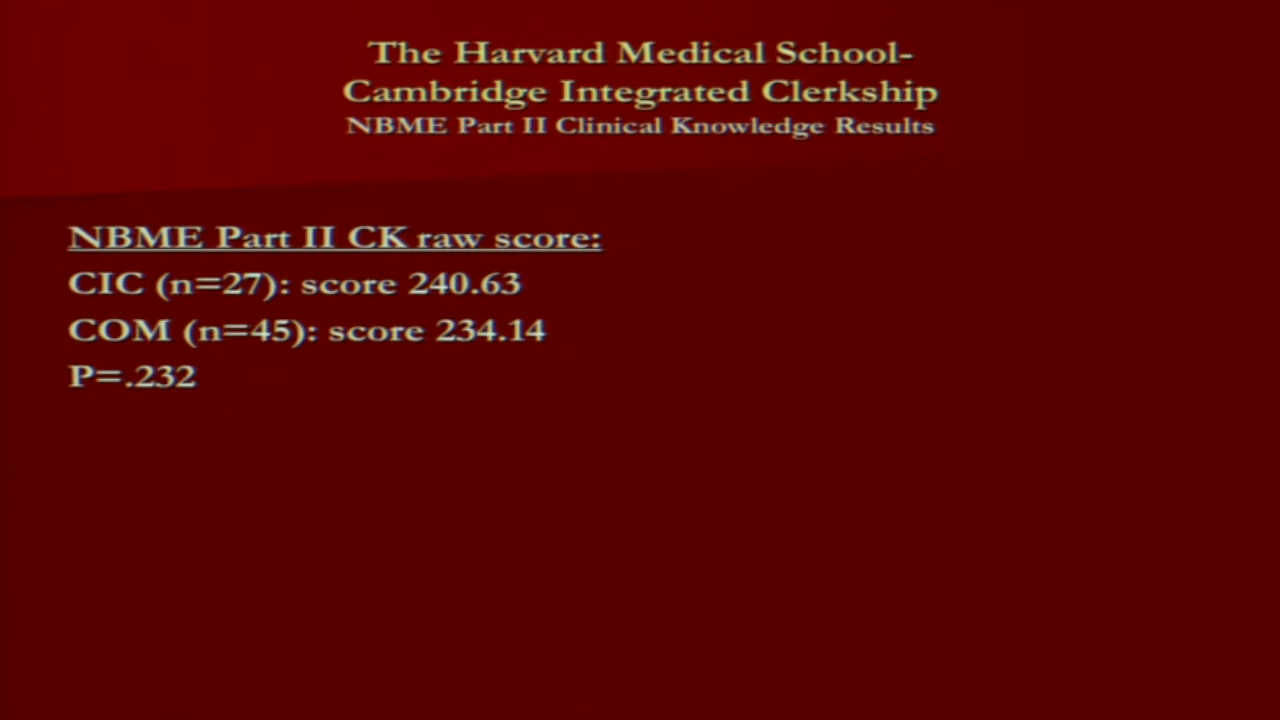 The Harvard Medical School-
Cambridge Integrated Clerkship
NBME Part II Clinical Knowledge Results
NBME Part II CK raw score:
CIC (n=27): score 240.63
COM (n=45): score 234.14
P=.232